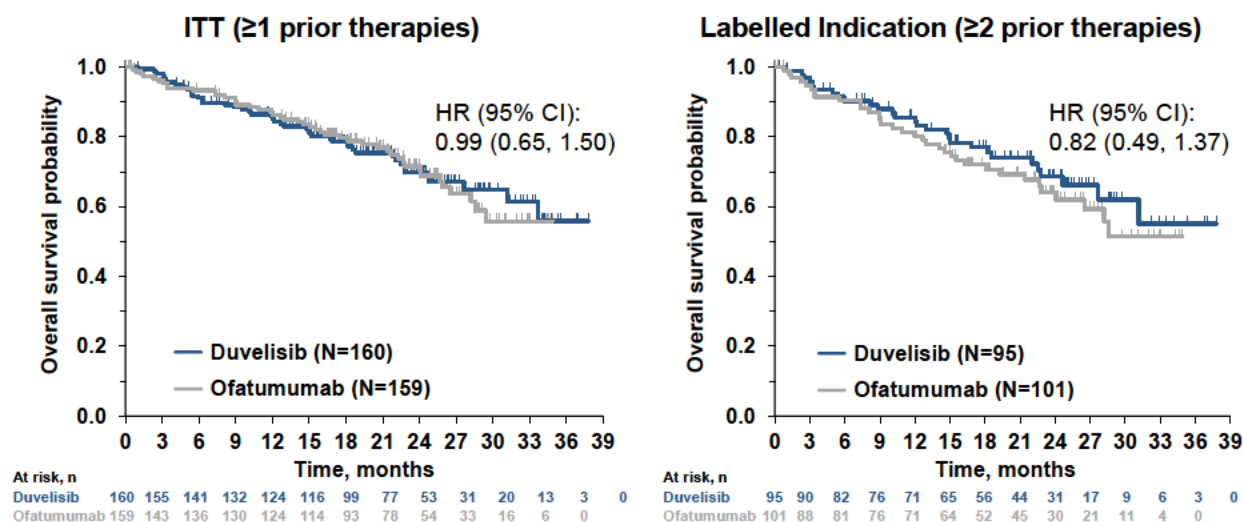 ITT (≥1 prior therapies)
1.0
0.8
0.6
0.4
0.2
0.0
Overall survival probability
HR (95% CI):
0.99 (0.65, 1.50)
Duvelisib (N=160)
Ofatumumab (N=159)
0 3 6 9 12 15 18 21 24 27 30 33 36 39
Time, months
At risk, n
Duvelisib 160 155 141 132 124 116 99 77 53 31 20 13 3 0
Ofatumumab 159 143 136 130 124 114 93 78 54 33 16 6 0
Labelled Indication (≥2 prior therapies)
1.0
0.8
0.6
0.4
0.2
0.0
Overall survival probability
HR (95% CI):
0.82 (0.49, 1.37)
Duvelisib (N=95)
Ofatumumab (N=101)
0 3 6 9 12 15 18 21 24 27 30 33 36 39
Time, months
At risk, n
Duvelisib 95 90 82 76 71 65 56 44 31 17 9 6 3 0
Ofatumumab 101 88 81 76 71 64 52 45 30 21 11 4 0